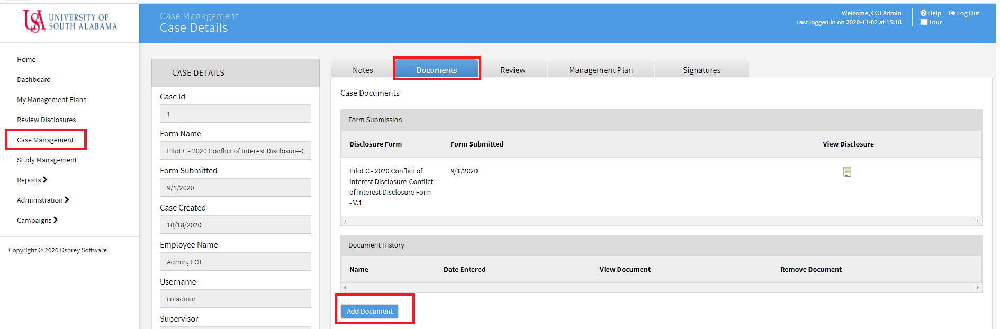 UNIVERSITY OF
SOUTH ALABAMA
Case Management
Case Details
Welcome, COI Admin
Last logged in on 2020-11-02 at 15:18
Help
Log Out
Tour
Home
Dashboard
My Management Plans
Review Disclosures
Case Management
Study Management
Reports
Administration
Campaigns
Copyright © 2020 Osprey Software
CASE DETAILS
Case Id
1
Form Name
Pilot C - 2020 Conflict of Interest Disclosure-C
Form Submitted
9/1/2020
Case Created
10/18/2020
Employee Name
Admin, COI
Username
coiadmin
Supervisor
Notes
Documents
Review
Management Plan
Signatures
Case Documents
Form Submission
Disclosure Form
Form Submitted
View Disclosure
Pilot C - 2020 Conflict of
Interest Disclosure-Conflict
of Interest Disclosure Form
- V.1
9/1/2020
Document History
Name
Date Entered
View Document
Remove Document
Add Document